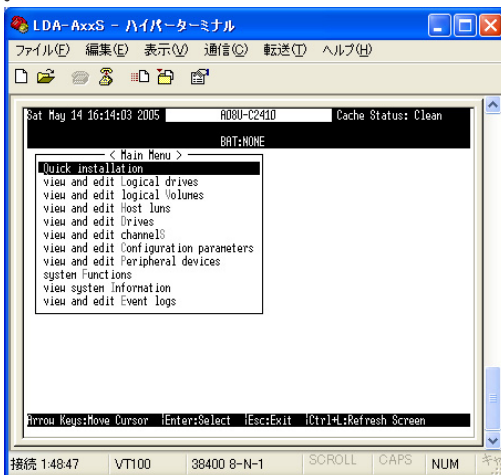 LDA-AxxS - ハイパーターミナル
ファイル(F) 編集(E) 表示(V) 通信(C) 転送(T) ヘルプ(H)
Sat May 14 16:14:03 2005 A08U-C2410 Cache Status: Clean
BAT:NONE
< Main Menu >
Quick installation
view and edit Logical drives
view and edit logical Volumes
view and edit Host luns
view and edit Drives
view and edit channelS
view and edit Configuration parameters
view and edit Peripheral devices
system Functions
view system Information
view and edit Event logs
Arrow Keys:Move Cursor |Enter:Select |Esc:Exit |Ctrl+L:Refresh Screen
接続 1:48:47 VT100 38400 8-N-1 SCROLL CAPS NUM